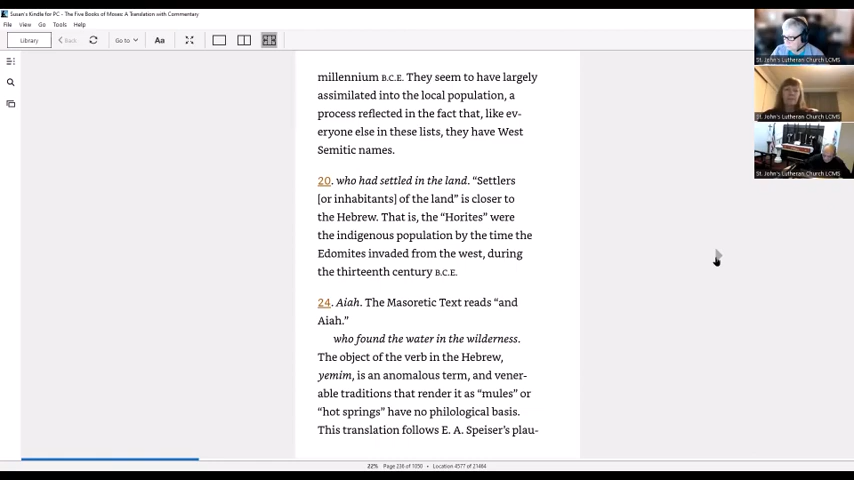 Susan's Kindle for PC - The Five Books of Moses: A Translation with Commentary
File View Go Tools Help
Library
Back
Go to
Aa
millennium B.C.E. They seem to have largely
assimilated into the local population, a
process reflected in the fact that, like ev-
eryone else in these lists, they have West
Semitic names.
20. who had settled in the land. “Settlers
[or inhabitants] of the land” is closer to
the Hebrew. That is, the “Horites” were
the indigenous population by the time the
Edomites invaded from the west, during
the thirteenth century B.C.E.
24. Aiah. The Masoretic Text reads “and
Aiah.”
who found the water in the wilderness.
The object of the verb in the Hebrew,
yemim, is an anomalous term, and vener-
able traditions that render it as “mules” or
“hot springs” have no philological basis.
This translation follows E. A. Speiser’s plau-
22% Page 236 of 1050 • Location 4577 of 21464
St. John's Lutheran Church LCMS
St. John's Lutheran Church LCMS
St. John's Lutheran Church LCMS